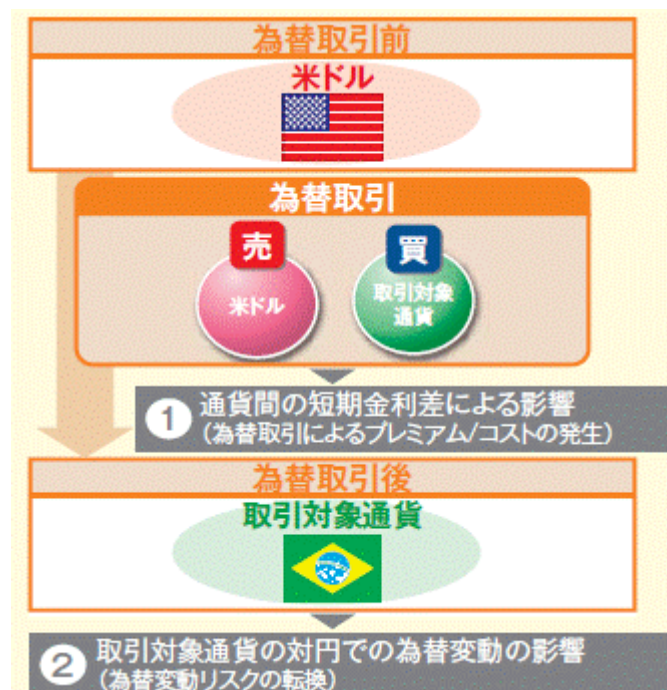 為替取引前
米ドル
為替取引
売
買
米ドル
取引対象
通貨
1 通貨間の短期金利差による影響
(為替取引によるプレミアム/コストの発生)
為替取引後
取引対象通貨
2 取引対象通貨の対円での為替変動の影響
(為替変動リスクの転換)